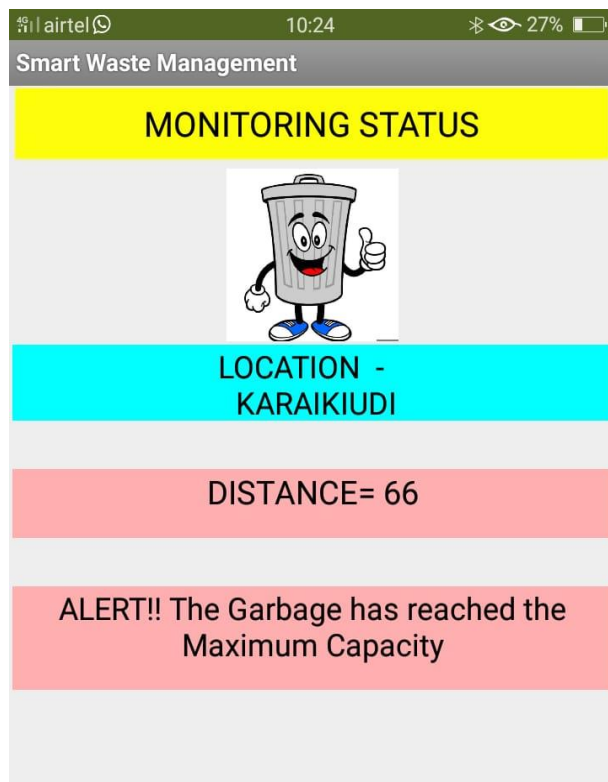 4G airtel 10:24 27%
Smart Waste Management
MONITORING STATUS
LOCATION -
KARAIKIUDI
DISTANCE= 66
ALERT!! The Garbage has reached the
Maximum Capacity